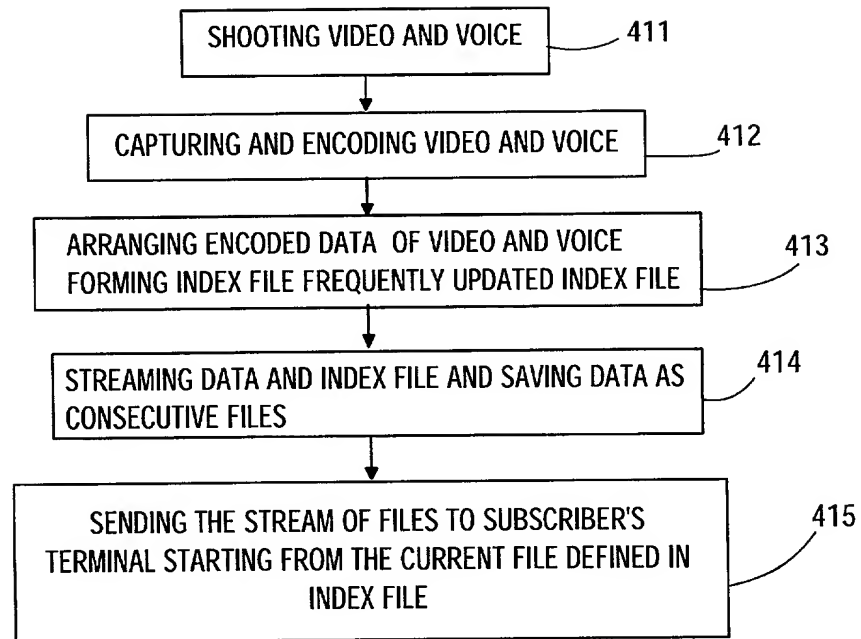 SHOOTING VIDEO AND VOICE
411
CAPTURING AND ENCODING VIDEO AND VOICE
412
ARRANGING ENCODED DATA OF VIDEO AND VOICE
FORMING INDEX FILE FREQUENTLY UPDATED INDEX FILE
413
STREAMING DATA AND INDEX FILE AND SAVING DATA AS
CONSECUTIVE FILES
414
SENDING THE STREAM OF FILES TO SUBSCRIBER'S
TERMINAL STARTING FROM THE CURRENT FILE DEFINED IN
INDEX FILE
415